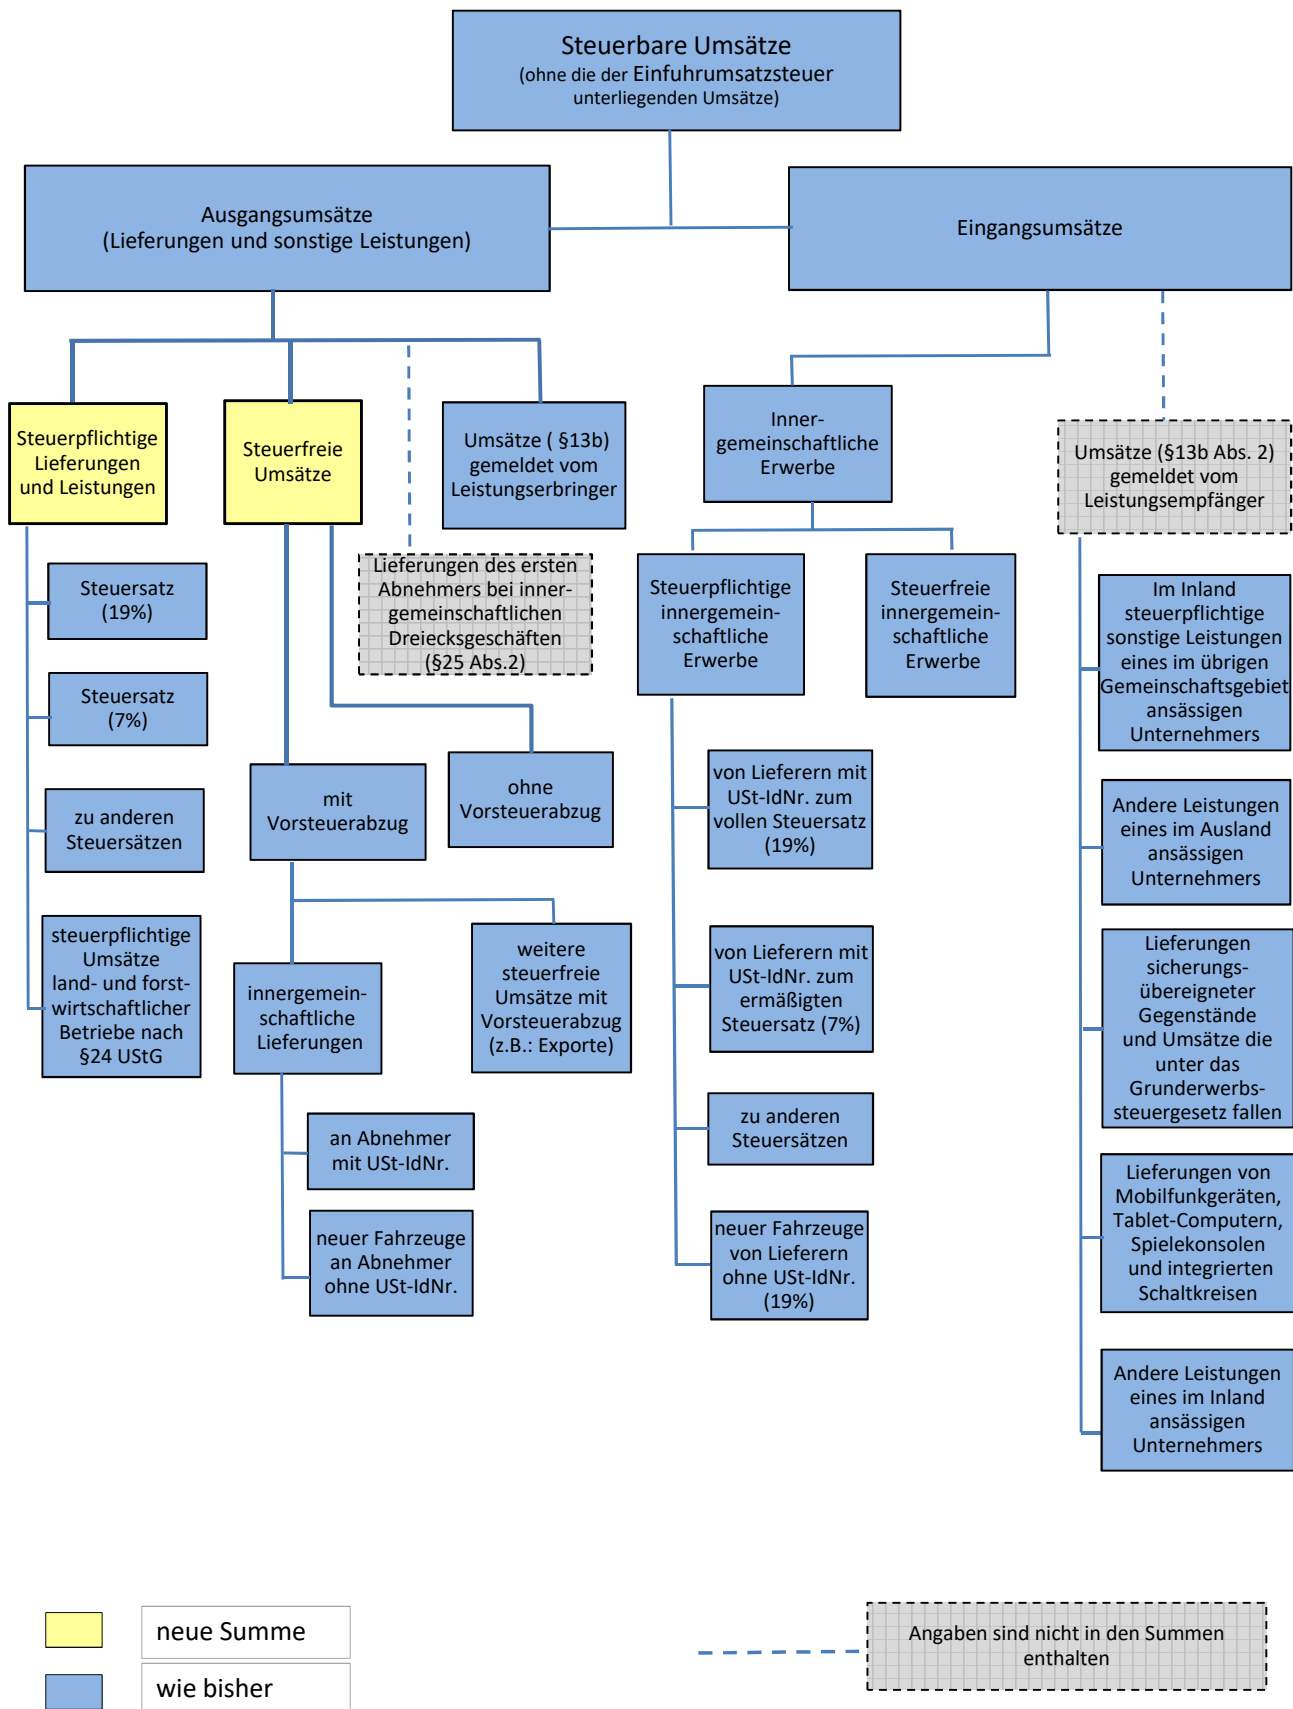 Steuerbare Umsätze
(ohne die der Einfuhrumsatzsteuer
unterliegenden Umsätze)
Ausgangsumsätze
(Lieferungen und sonstige Leistungen)
Eingangsumsätze
Steuerpflichtige
Lieferungen
und Leistungen
Steuerfreie
Umsätze
Umsätze ( §13b)
gemeldet vom
Leistungserbringer
Inner-
gemeinschaftliche
Erwerbe
Umsätze (§13b Abs. 2)
gemeldet vom
Leistungsempfänger
Lieferungen des ersten
Abnehmers bei inner-
gemeinschaftlichen
Dreiecksgeschäften
(§25 Abs.2)
Steuersatz
(19%)
Steuersatz
(7%)
zu anderen
Steuersätzen
steuerpflichtige
Umsätze
land- und forst-
wirtschaftlicher
Betriebe nach
§24 UStG
mit
Vorsteuerabzug
ohne
Vorsteuerabzug
innergemein-
schaftliche
Lieferungen
weitere
steuerfreie
Umsätze mit
Vorsteuerabzug
(z.B.: Exporte)
an Abnehmer
mit USt-IdNr.
neuer Fahrzeuge
an Abnehmer
ohne USt-IdNr.
Steuerpflichtige
innergemein-
schaftliche
Erwerbe
Steuerfreie
innergemein-
schaftliche
Erwerbe
von Lieferern mit
USt-IdNr. zum
vollen Steuersatz
(19%)
von Lieferern mit
USt-IdNr. zum
ermäßigten
Steuersatz (7%)
zu anderen
Steuersätzen
neuer Fahrzeuge
von Lieferern
ohne USt-IdNr.
(19%)
Im Inland
steuerpflichtige
sonstige Leistungen
eines im übrigen
Gemeinschaftsgebiet
ansässigen
Unternehmers
Andere Leistungen
eines im Ausland
ansässigen
Unternehmers
Lieferungen
sicherungs-
übereigneter
Gegenstände
und Umsätze die
unter das
Grunderwerbs-
steuergesetz fallen
Lieferungen von
Mobilfunkgeräten,
Tablet-Computern,
Spielekonsolen
und integrierten
Schaltkreisen
Andere Leistungen
eines im Inland
ansässigen
Unternehmers
neue Summe
wie bisher
Angaben sind nicht in den Summen
enthalten